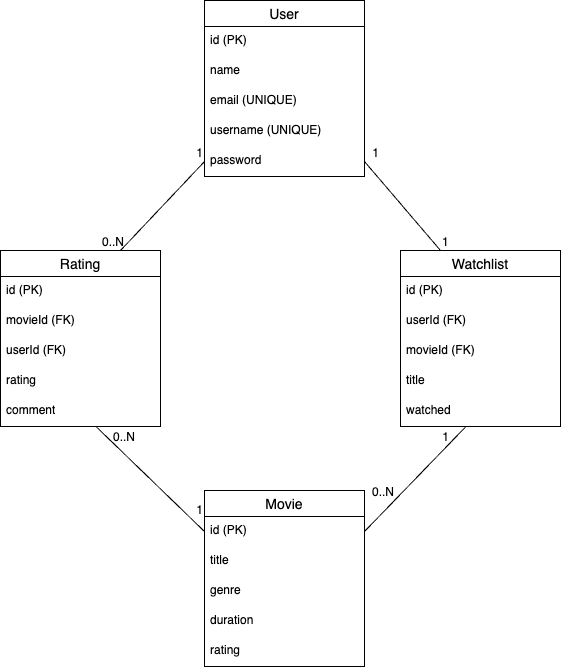 User
id (PK)
name
email (UNIQUE)
username (UNIQUE)
password
1
1
0..N
1
Rating
id (PK)
movieId (FK)
userId (FK)
rating
comment
Watchlist
id (PK)
userId (FK)
movieId (FK)
title
watched
0..N
1
1
0..N
Movie
id (PK)
title
genre
duration
rating